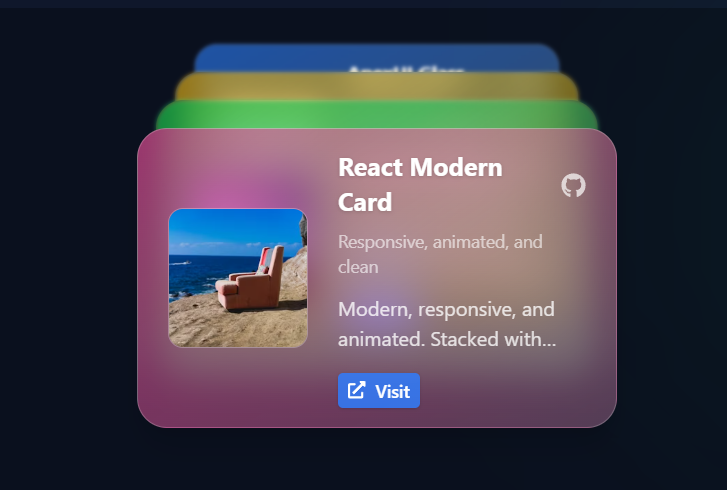 React Modern
Card
Responsive, animated, and
clean
Modern, responsive, and
animated. Stacked with...
Visit